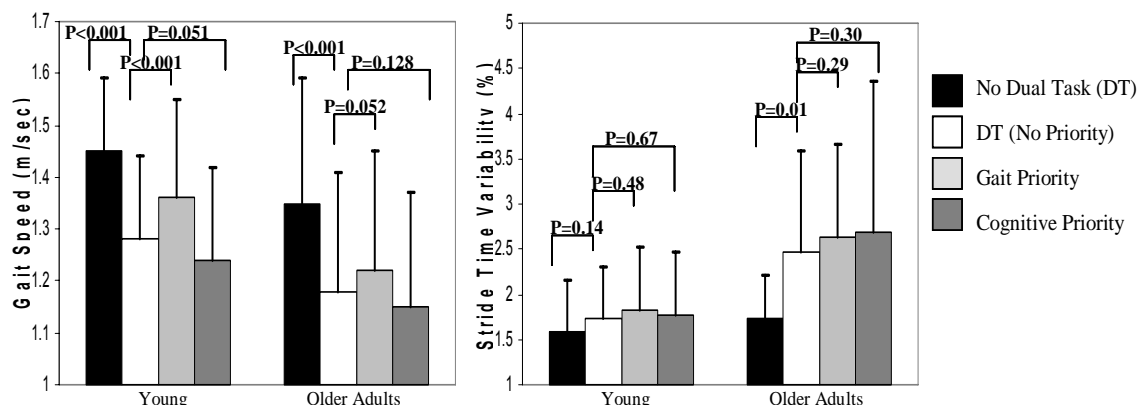 Gait Speed (m/sec)
1.7
1.6
1.5
1.4
1.3
1.2
1.1
1
P<0.001
P=0.051
P<0.001
P<0.001
P=0.128
P=0.052
Young
Older Adults
Stride Time Variability (%)
5
4.5
4
3.5
3
2.5
2
1.5
1
P=0.14
P=0.67
P=0.48
P=0.30
P=0.29
P=0.01
Young
Older Adults
No Dual Task (DT)
DT (No Priority)
Gait Priority
Cognitive Priority